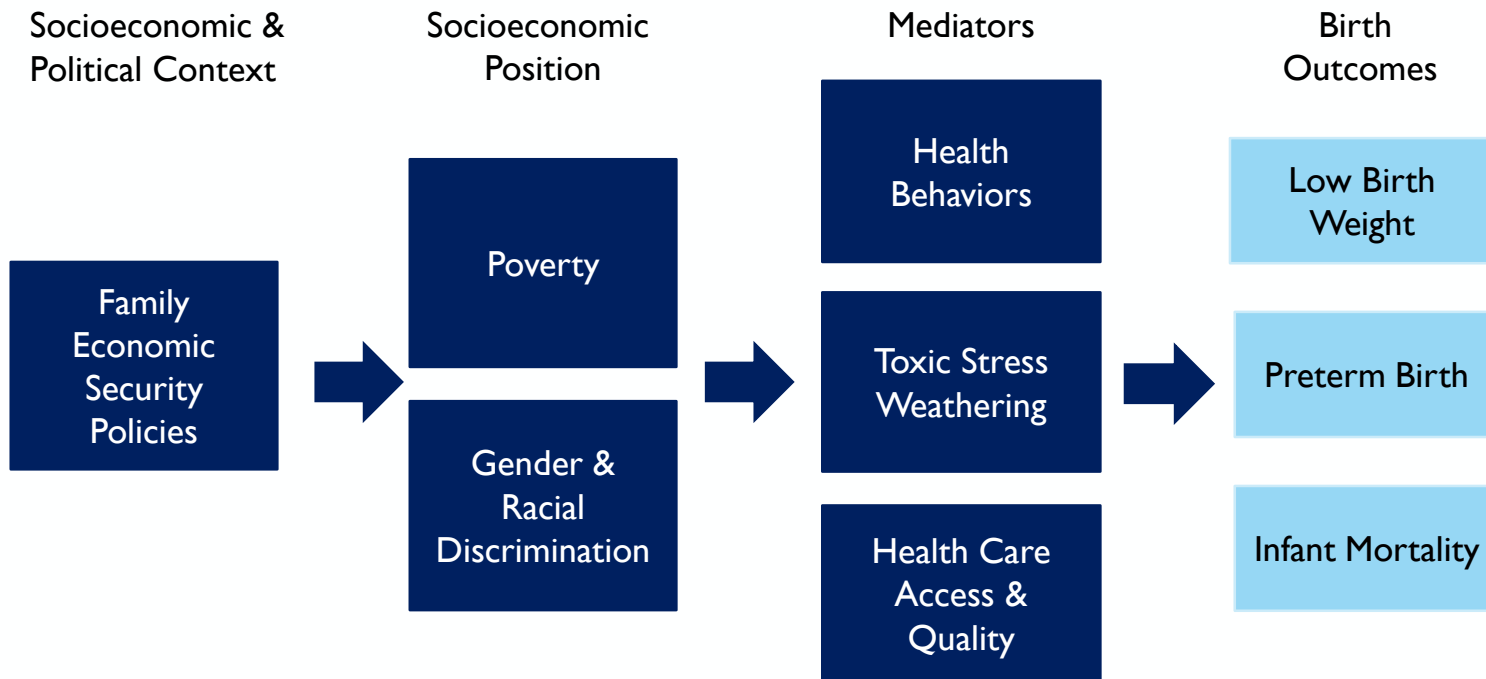 Socioeconomic &
Political Context
Socioeconomic
Position
Mediators
Birth
Outcomes
Family
Economic
Security
Policies
Poverty
Gender &
Racial
Discrimination
Health
Behaviors
Toxic Stress
Weathering
Health Care
Access &
Quality
Low Birth
Weight
Preterm Birth
Infant Mortality